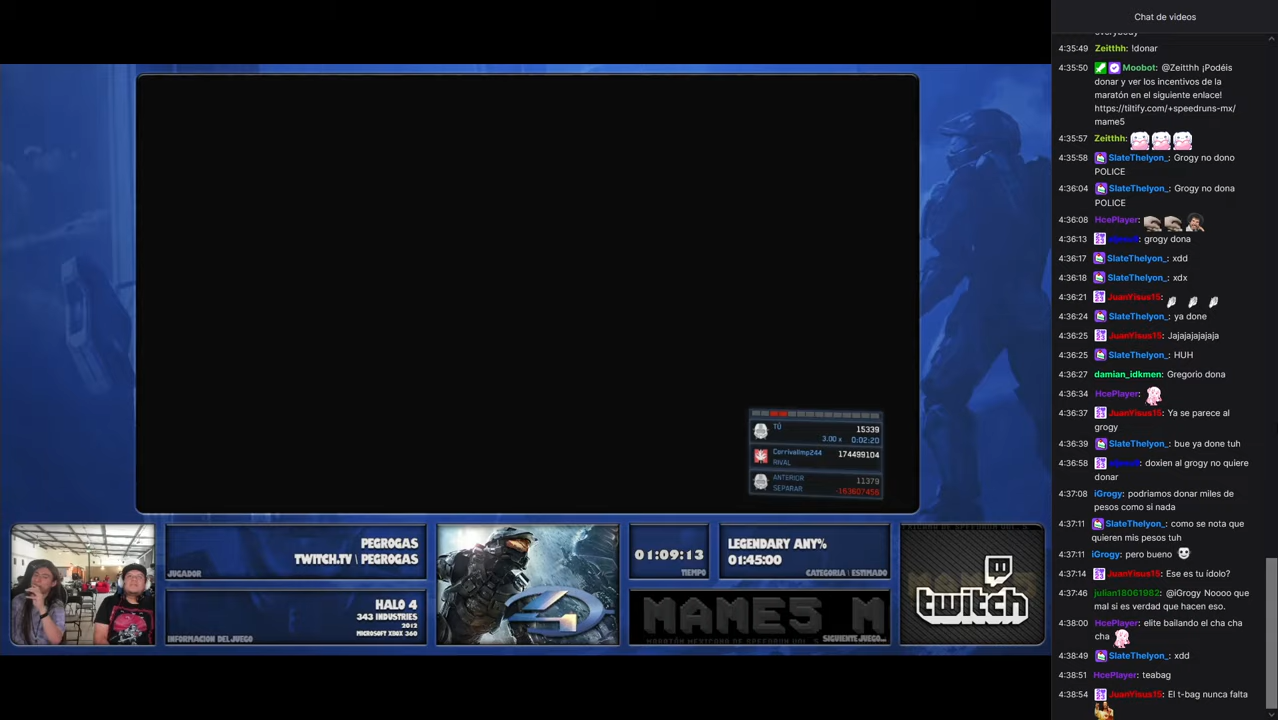 TÚ
15339
3.00 x 0:02:20
Corrivalimp244
174499104
RIVAL
ANTERIOR
11379
SEPARAR
-163607455
PEGROGAS
TWITCH.TV \ PEGROGAS
JUGADOR
HALO 4
343 INDUSTRIES
2012
MICROSOFT XBOX 360
INFORMACION DEL JUEGO
4
01:09:13
TIEMPO
LEGENDARY ANY%
01:45:00
CATEGORIA \ ESTIMADO
MAME5 M
SIGUIENTE JUEGO...
twitch
Chat de videos
everybody
4:35:49 Zeitthh: !donar
4:35:50 Moobot: @Zeitthh ¡Podéis
donar y ver los incentivos de la
maratón en el siguiente enlace!
https://tiltify.com/+speedruns-mx/
mame5
4:35:57 Zeitthh:
4:35:58 SlateThelyon_: Grogy no dono
POLICE
4:36:04 SlateThelyon_: Grogy no dona
POLICE
4:36:08 HcePlayer:
4:36:13 : grogy dona
4:36:17 SlateThelyon_: xdd
4:36:18 SlateThelyon_: xdx
4:36:21 JuanYisus15:
4:36:24 SlateThelyon_: ya done
4:36:25 JuanYisus15: Jajajajajajaja
4:36:25 SlateThelyon_: HUH
4:36:27 damian_idkmen: Gregorio dona
4:36:34 HcePlayer:
4:36:37 JuanYisus15: Ya se parece al
grogy
4:36:39 SlateThelyon_: bue ya done tuh
4:36:58 : doxien al grogy no quiere
donar
4:37:08 iGrogy: podriamos donar miles de
pesos como si nada
4:37:11 SlateThelyon_: como se nota que
quieren mis pesos tuh
4:37:11 iGrogy: pero bueno
4:37:14 JuanYisus15: Ese es tu ídolo?
4:37:46 julian18061982: @iGrogy Noooo que
mal si es verdad que hacen eso.
4:38:00 HcePlayer: elite bailando el cha cha
cha
4:38:49 SlateThelyon_: xdd
4:38:51 HcePlayer: teabag
4:38:54 JuanYisus15: El t-bag nunca falta